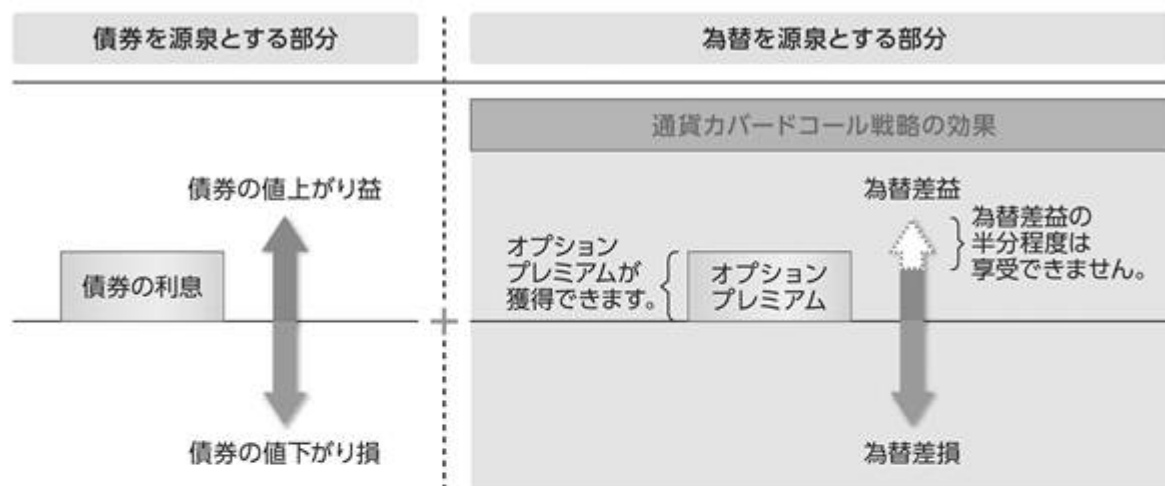 債券を源泉とする部分
為替を源泉とする部分
通貨カバードコール戦略の効果
債券の値上がり益
債券の利息
債券の値下がり損
オプション
プレミアムが
獲得できます。
オプション
プレミアム
為替差益
為替差益の
半分程度は
享受できません。
為替差損